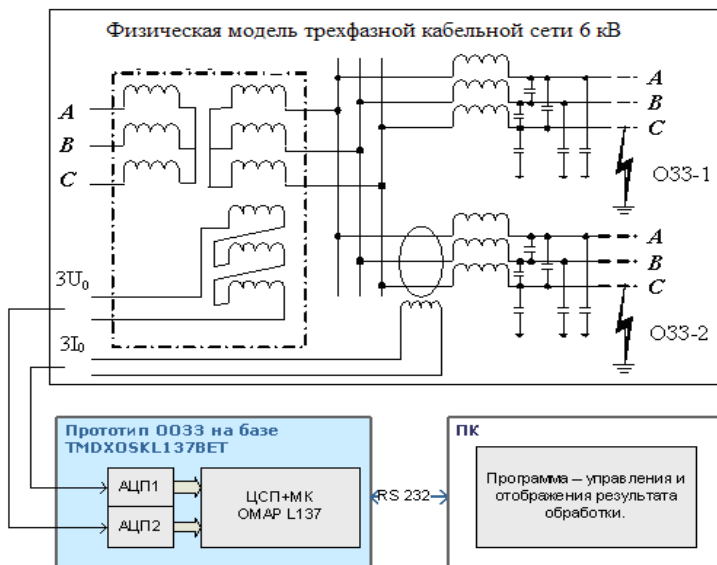 Физическая модель трехфазной кабельной сети 6 кВ
A
B
C
A
B
C
ОЗЗ-1
A
B
C
ОЗЗ-2
3U₀
3I₀
Прототип ООЗЗ на базе
TMDXOSKL137BET
АЦП1
АЦП2
ЦСП+МК
ОМАР L137
RS 232
ПК
Программа – управления и
отображения результата
обработки.